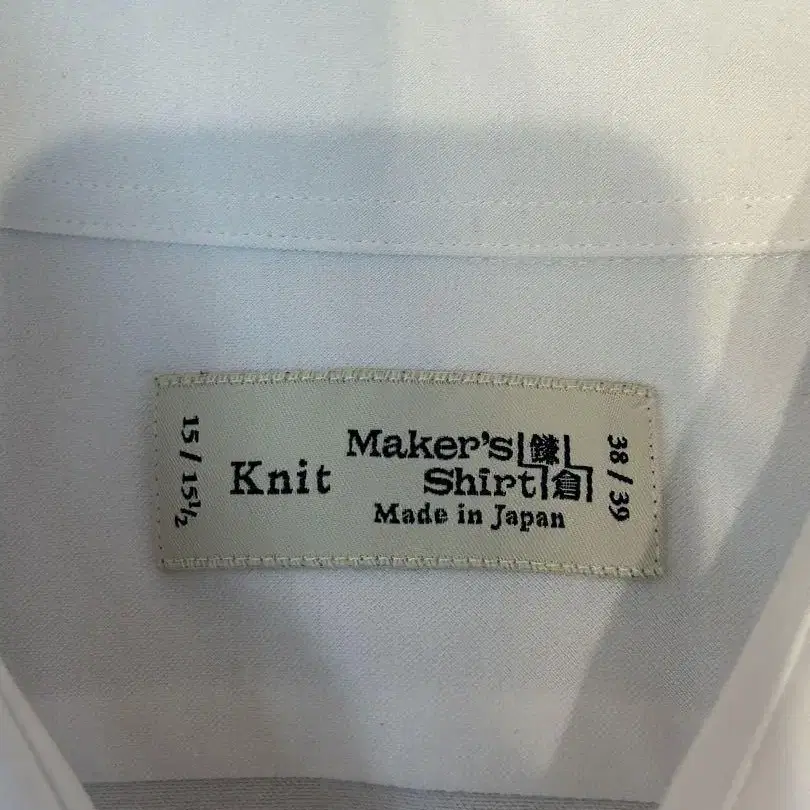 15 / 15½
Knit
Maker's 鎌
Shirt 倉
Made in Japan
38 / 39